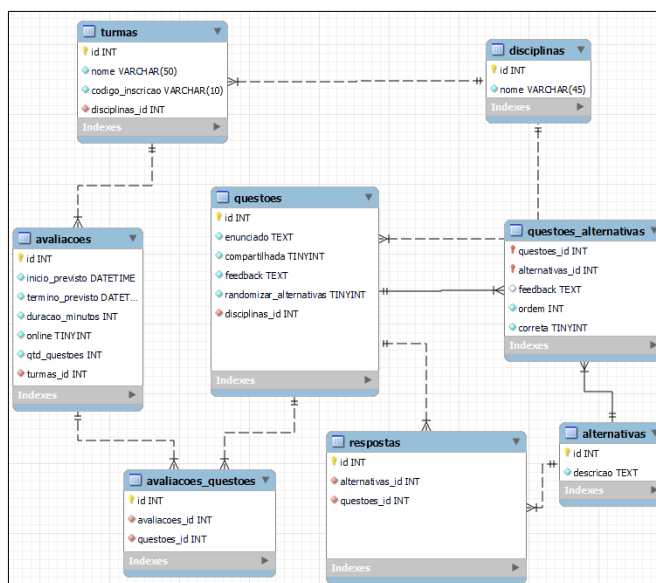 turmas
id INT
nome VARCHAR(50)
codigo_inscricao VARCHAR(10)
disciplinas_id INT
Indexes
disciplinas
id INT
nome VARCHAR(45)
Indexes
questoes
id INT
enunciado TEXT
compartilhada TINYINT
feedback TEXT
randomizar_alternativas TINYINT
disciplinas_id INT
Indexes
questoes_alternativas
questoes_id INT
alternativas_id INT
feedback TEXT
ordem INT
correta TINYINT
Indexes
avaliacoes
id INT
inicio_previsto DATETIME
termino_previsto DATET...
duracao_minutos INT
online TINYINT
qtd_questoes INT
turmas_id INT
Indexes
alternativas
id INT
descricao TEXT
Indexes
respostas
id INT
alternativas_id INT
questoes_id INT
Indexes
avaliacoes_questoes
id INT
avaliacoes_id INT
questoes_id INT
Indexes